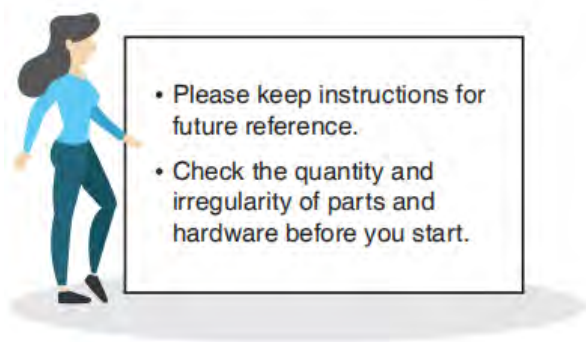 • Please keep instructions for
future reference.
• Check the quantity and
irregularity of parts and
hardware before you start.